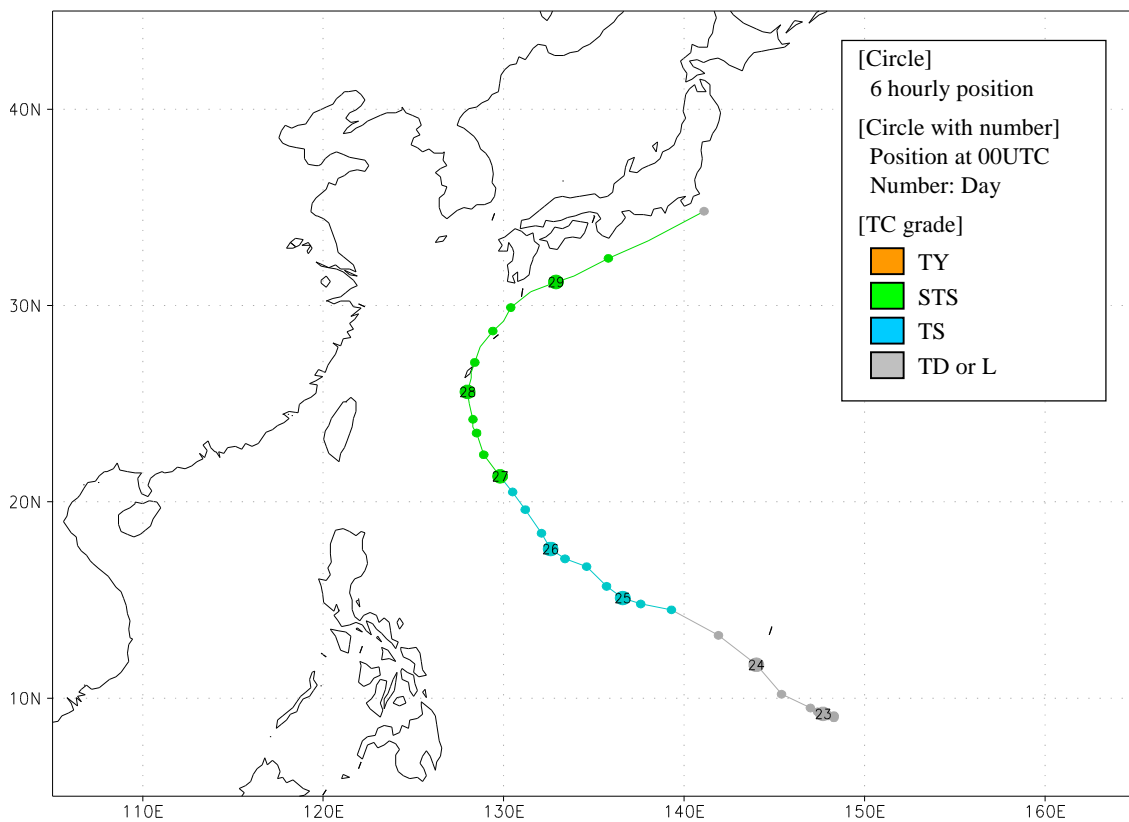 [Circle]
6 hourly position
[Circle with number]
Position at 00UTC
Number: Day
[TC grade]
TY
STS
TS
TD or L
40N
30N
20N
10N
29
28
27
26
25
24
23
110E 120E 130E 140E 150E 160E